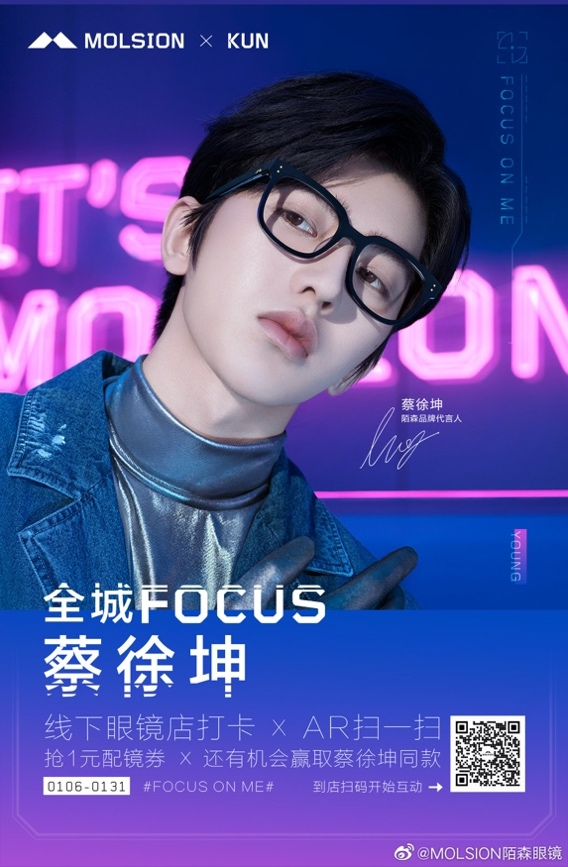 MOLSION × KUN
FOCUS ON ME
IT'S
MOLSION
蔡徐坤
陌森品牌代言人
YOUNG
全城FOCUS
蔡徐坤
线下眼镜店打卡 × AR扫一扫
抢1元配镜券 × 还有机会赢取蔡徐坤同款
0106-0131 #FOCUS ON ME# 到店扫码开始互动
@MOLSION陌森眼镜